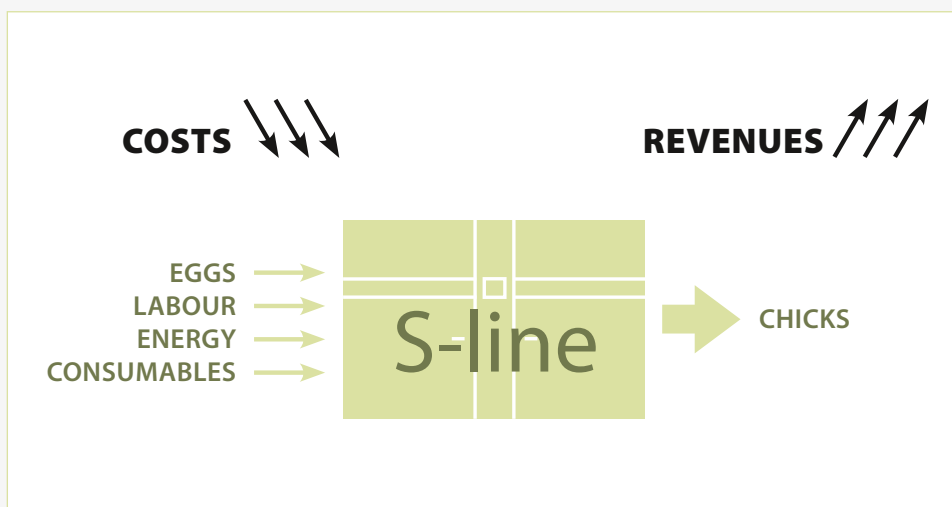 COSTS
REVENUES
EGGS
LABOUR
ENERGY
CONSUMABLES
S-line
CHICKS